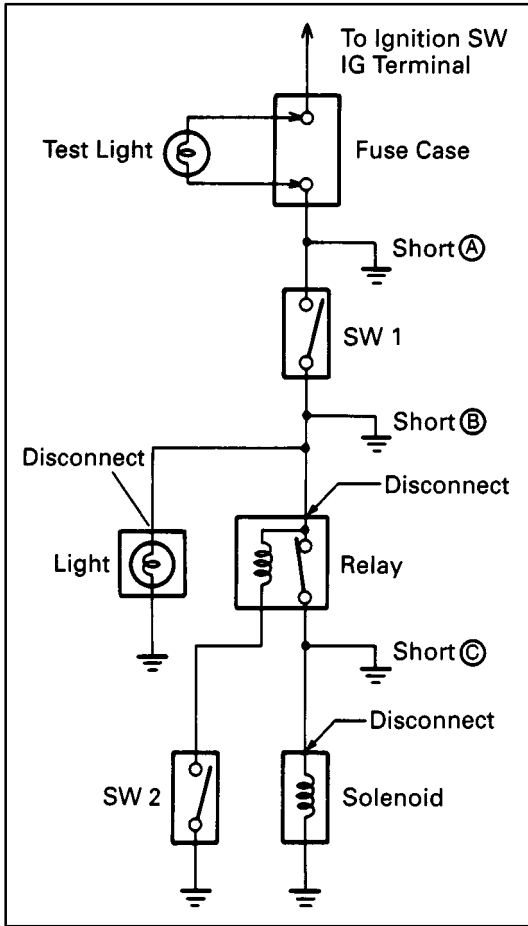 To Ignition SW
IG Terminal
Test Light
Fuse Case
Short Ⓐ
SW 1
Short Ⓑ
Disconnect
Disconnect
Light
Relay
Short Ⓒ
Disconnect
SW 2
Solenoid